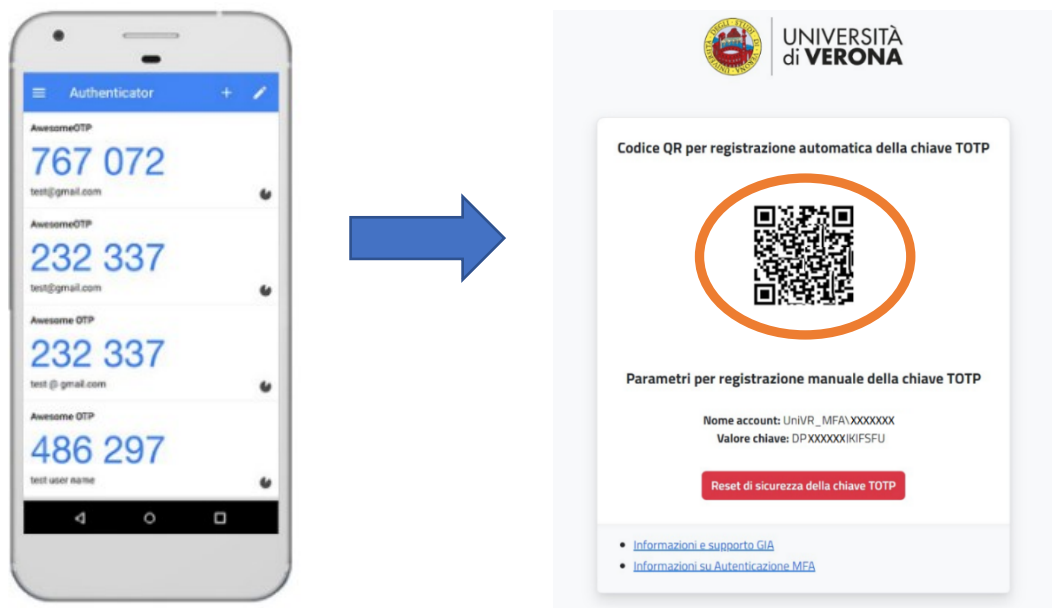 Authenticator
AwesomeOTP
767 072
test@gmail.com
AwesomeOTP
232 337
test@gmail.com
Awesome OTP
232 337
test @ gmail.com
Awesome OTP
486 297
test user name
UNIVERSITÀ
di VERONA
Codice QR per registrazione automatica della chiave TOTP
Parametri per registrazione manuale della chiave TOTP
Nome account: UniVR_MFA\XXXXXXX
Valore chiave: DPXXXXXXIKIFSFU
Reset di sicurezza della chiave TOTP
Informazioni e supporto GIA
Informazioni su Autenticazione MFA